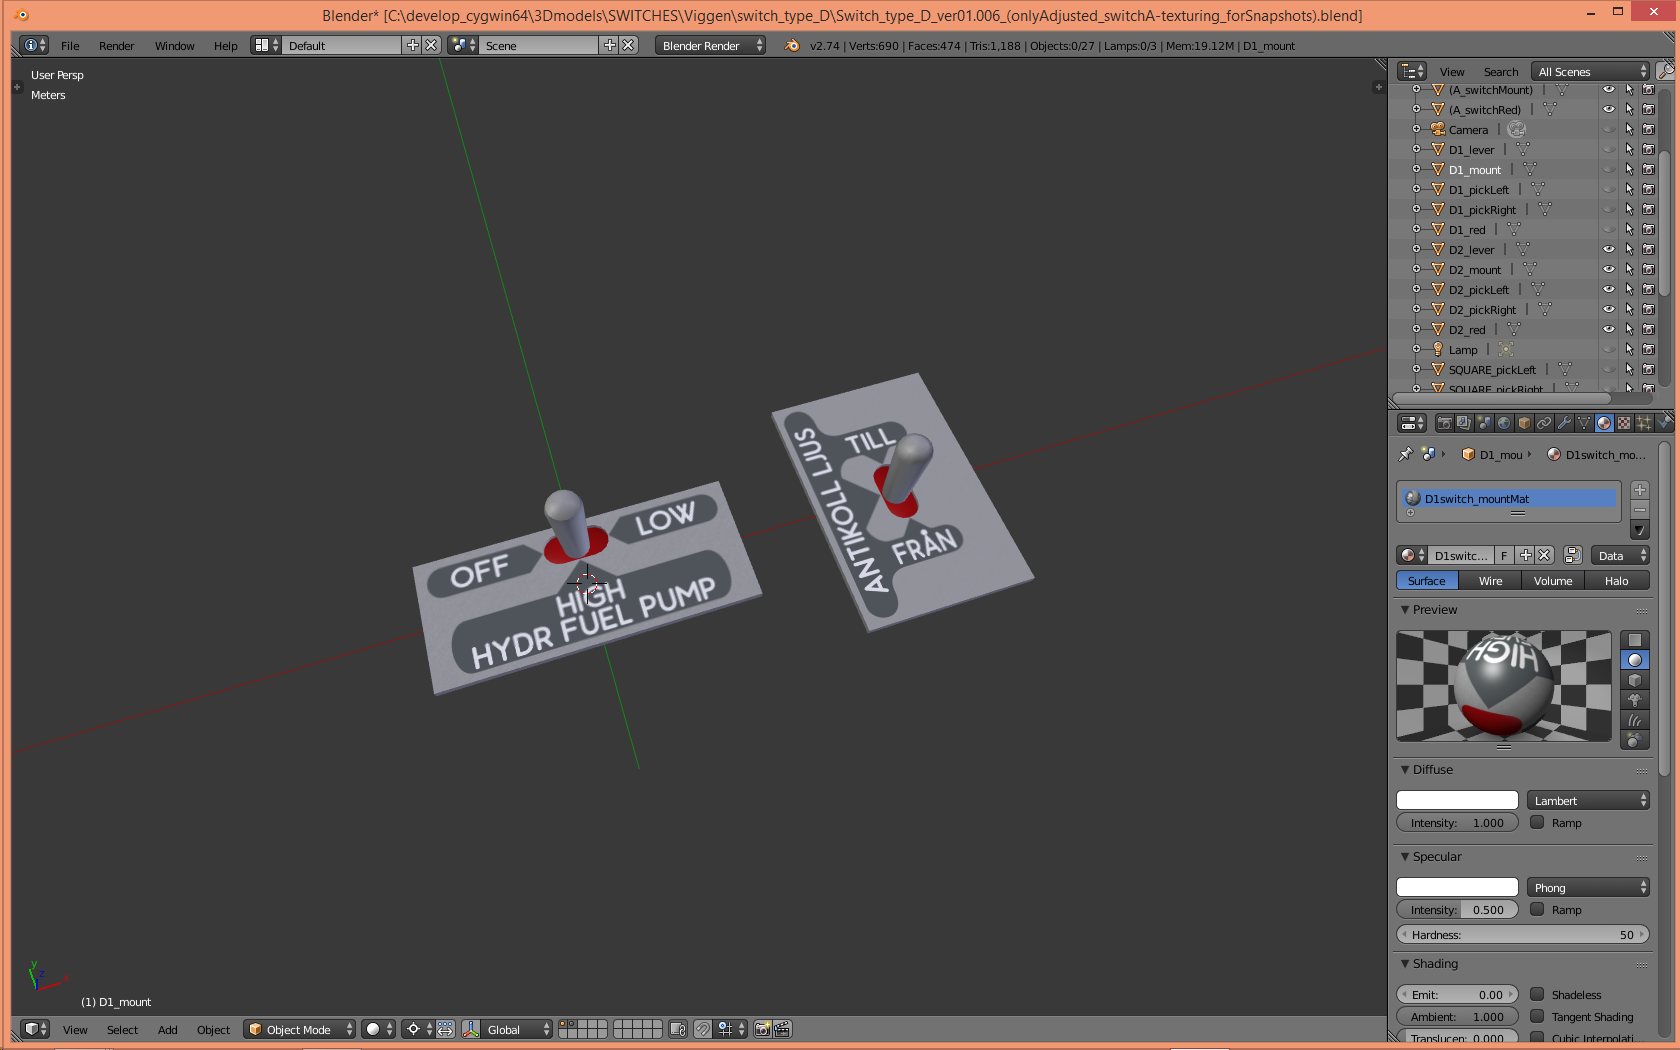 Blender* [C:\develop_cygwin64\3Dmodels\SWITCHES\Viggen\switch_type_D\Switch_type_D_ver01.006_(onlyAdjusted_switchA-texturing_forSnapshots).blend]
File Render Window Help Default Scene Blender Render v2.74 | Verts:690 | Faces:474 | Tris:1,188 | Objects:0/27 | Lamps:0/3 | Mem:19.12M | D1_mount
User Persp
Meters
View Search All Scenes
(A_switchMount)
(A_switchRed)
Camera
D1_lever
D1_mount
D1_pickLeft
D1_pickRight
D1_red
D2_lever
D2_mount
D2_pickLeft
D2_pickRight
D2_red
Lamp
SQUARE_pickLeft
SQUARE_pickRight
OFF
LOW
HIGH
HYDR FUEL PUMP
ANTIKOLL LJUS
TILL
FRÅN
D1_mou D1switch_mo...
D1switch_mountMat
D1switc... F Data
Surface Wire Volume Halo
Preview
HIGH
Diffuse
Lambert
Intensity: 1.000 Ramp
Specular
Phong
Intensity: 0.500 Ramp
Hardness: 50
Shading
Emit: 0.00 Shadeless
Ambient: 1.000 Tangent Shading
Translucen: 0.000 Cubic Interpolati...
y
z
x
(1) D1_mount
View Select Add Object Object Mode Global